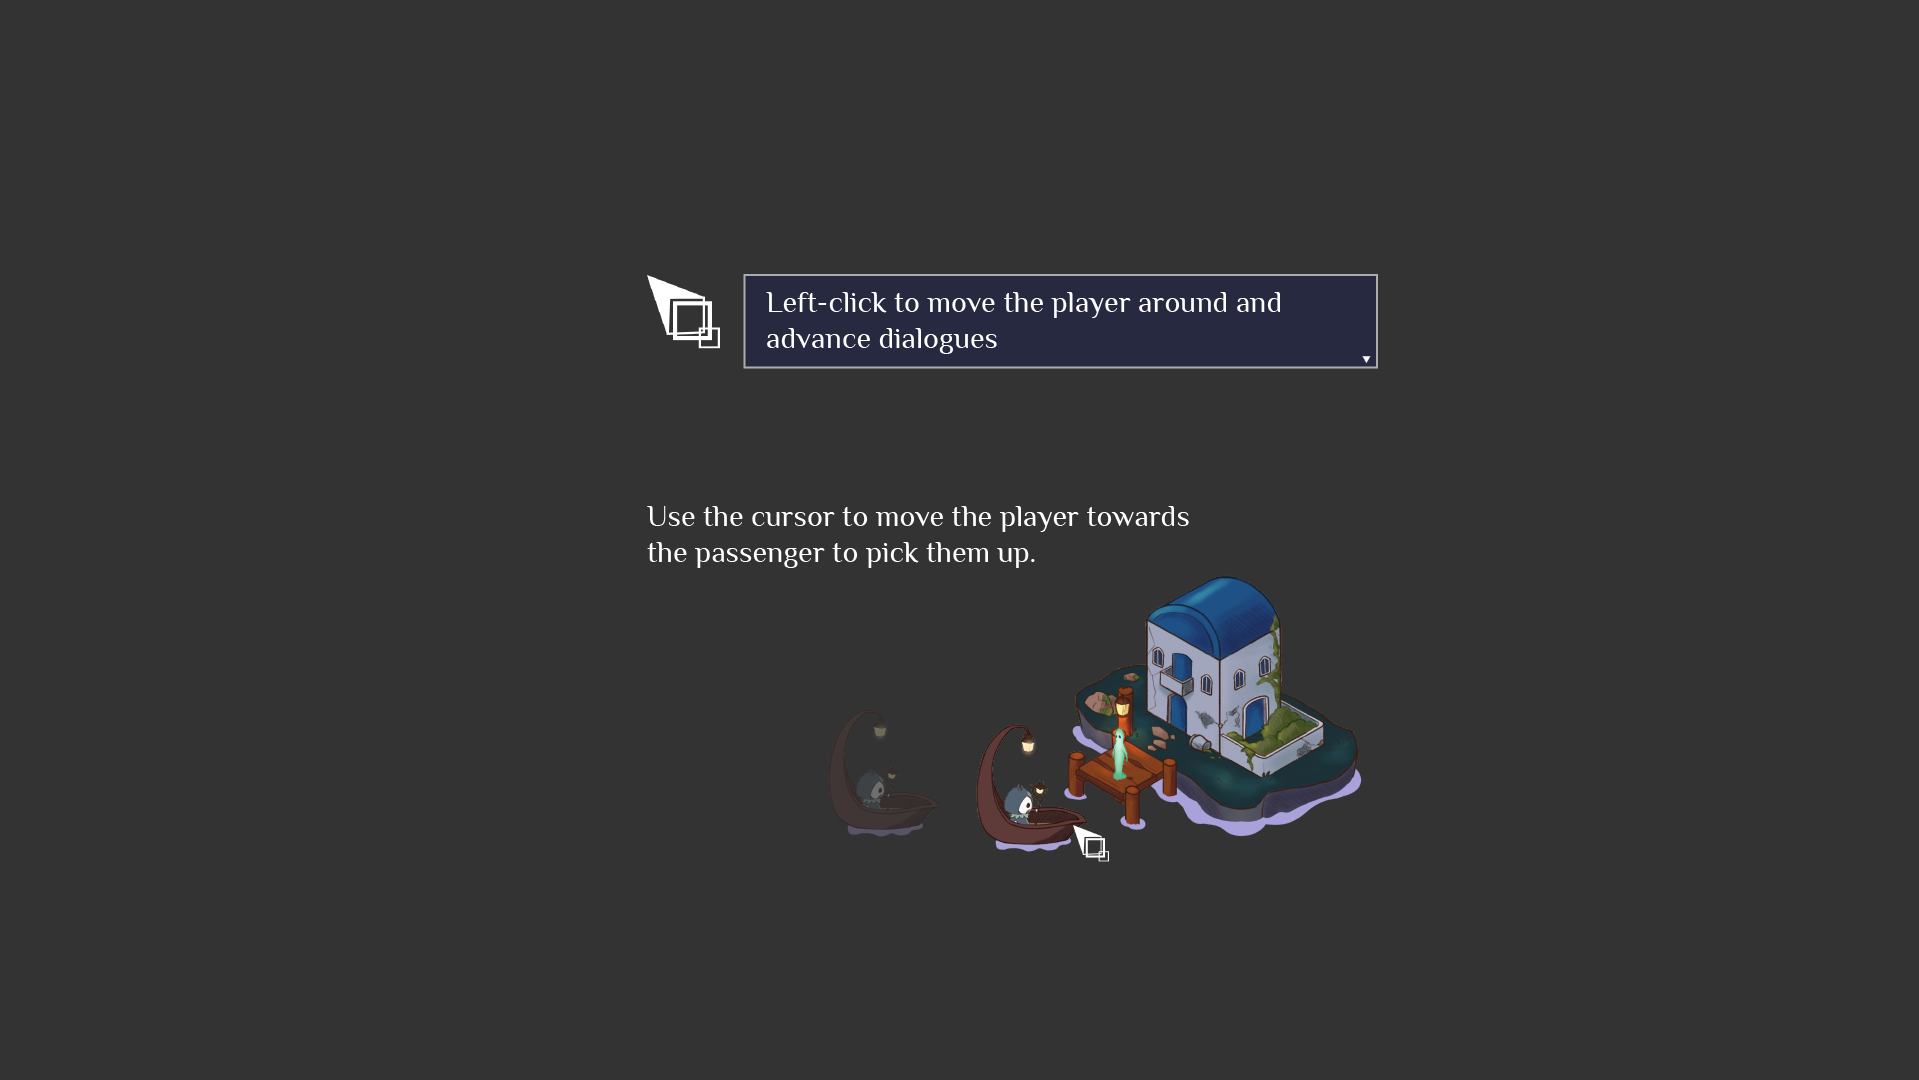 Left-click to move the player around and
advance dialogues
Use the cursor to move the player towards
the passenger to pick them up.